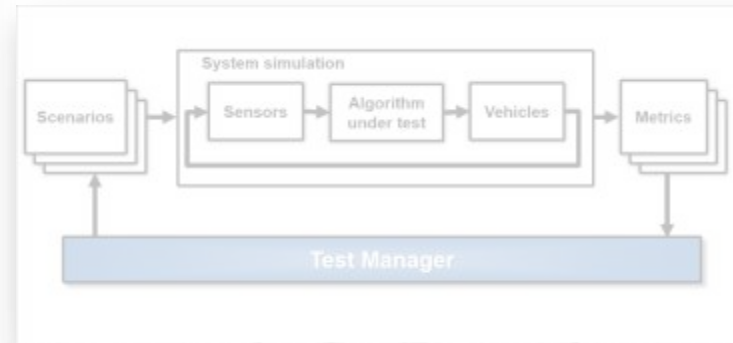 System simulation
Scenarios
Sensors
Algorithm
under test
Vehicles
Metrics
Test Manager